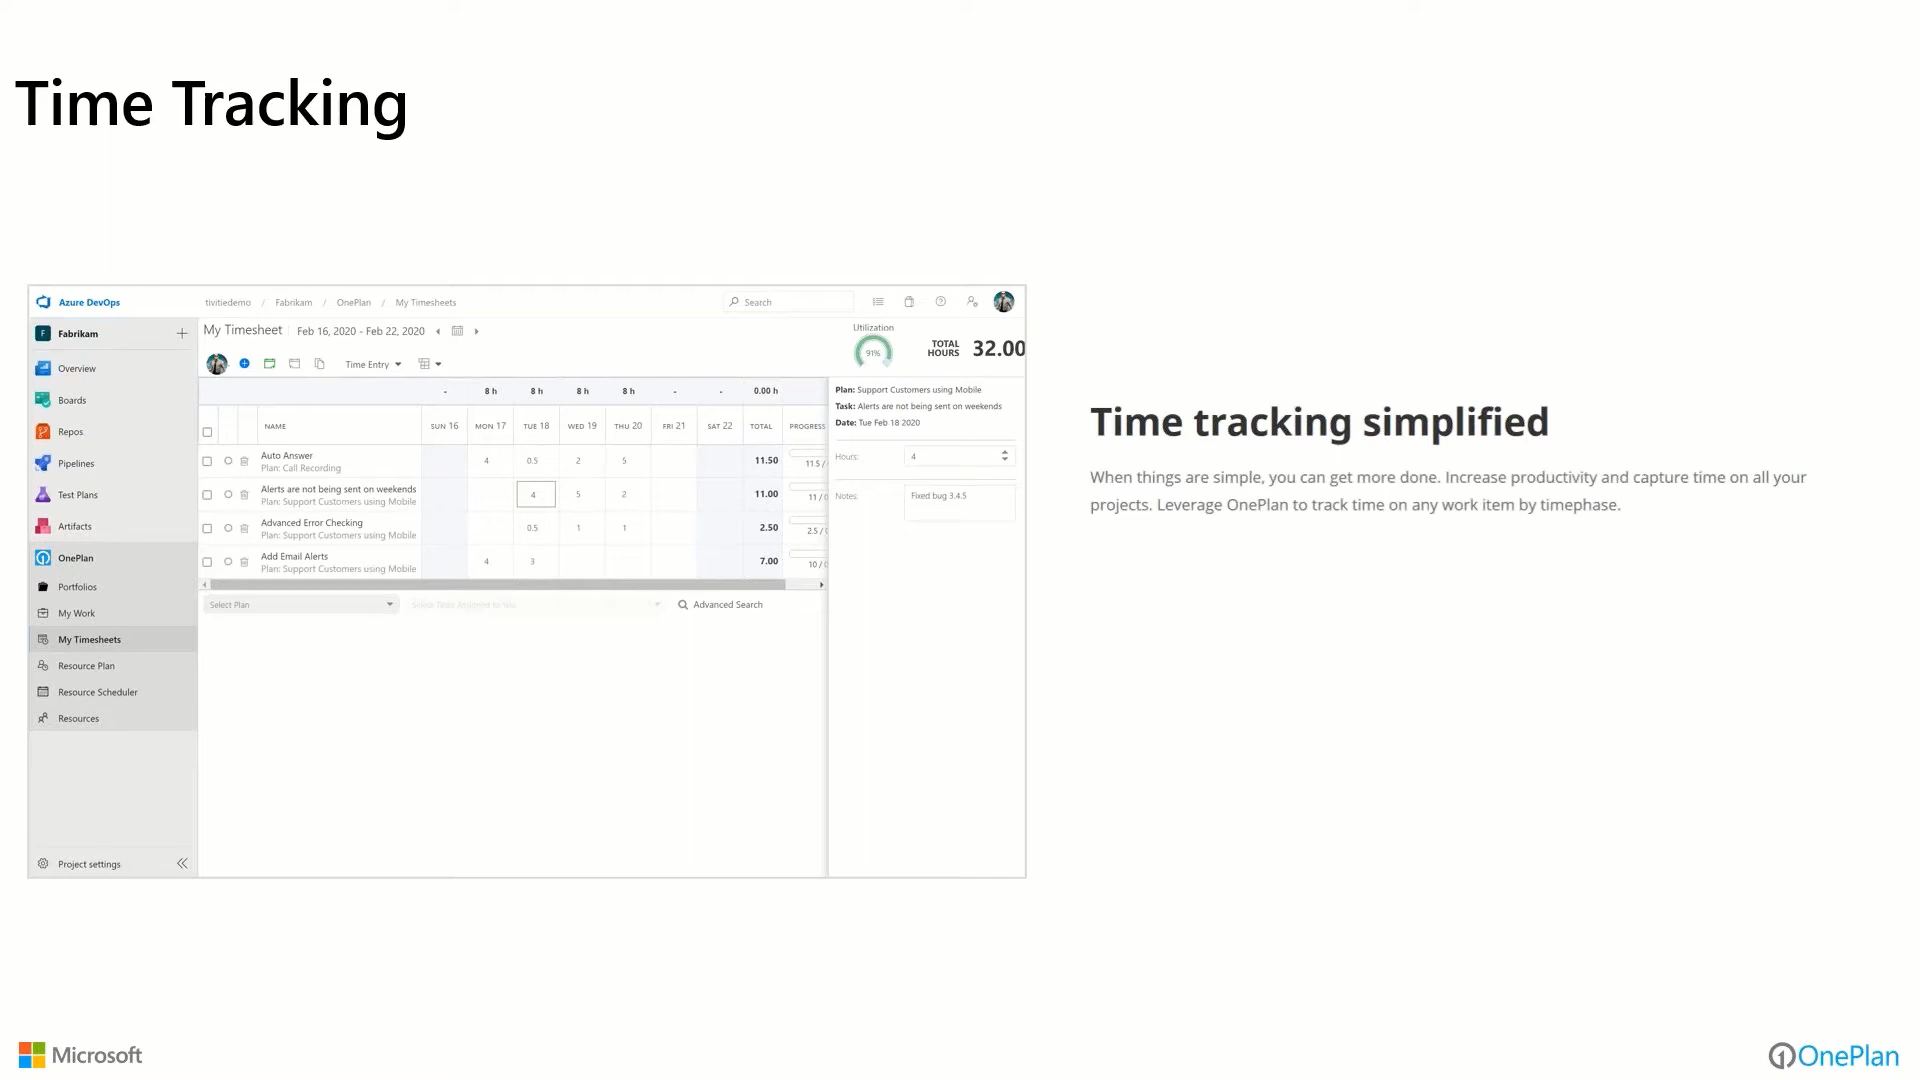 Time Tracking
Azure DevOps
tivitiedemo / Fabrikam / OnePlan / My Timesheets
Search
F Fabrikam
My Timesheet
Feb 16, 2020 - Feb 22, 2020
Utilization
91%
TOTAL HOURS 32.00
Time Entry
Overview
Boards
Repos
Pipelines
Test Plans
Artifacts
OnePlan
Portfolios
My Work
My Timesheets
Resource Plan
Resource Scheduler
Resources
Project settings
- 8 h 8 h 8 h 8 h - - 0.00 h
NAME SUN 16 MON 17 TUE 18 WED 19 THU 20 FRI 21 SAT 22 TOTAL PROGRESS
Auto Answer 4 0.5 2 5 11.50 11.5 /
Plan: Call Recording
Alerts are not being sent on weekends 4 5 2 11.00 11 /
Plan: Support Customers using Mobile
Advanced Error Checking 0.5 1 1 2.50 2.5 /
Plan: Support Customers using Mobile
Add Email Alerts 4 3 7.00 10 /
Plan: Support Customers using Mobile
Select Plan
Advanced Search
Plan: Support Customers using Mobile
Task: Alerts are not being sent on weekends
Date: Tue Feb 18 2020
Hours: 4
Notes: Fixed bug 3.4.5
Time tracking simplified
When things are simple, you can get more done. Increase productivity and capture time on all your
projects. Leverage OnePlan to track time on any work item by timephase.
Microsoft
OnePlan